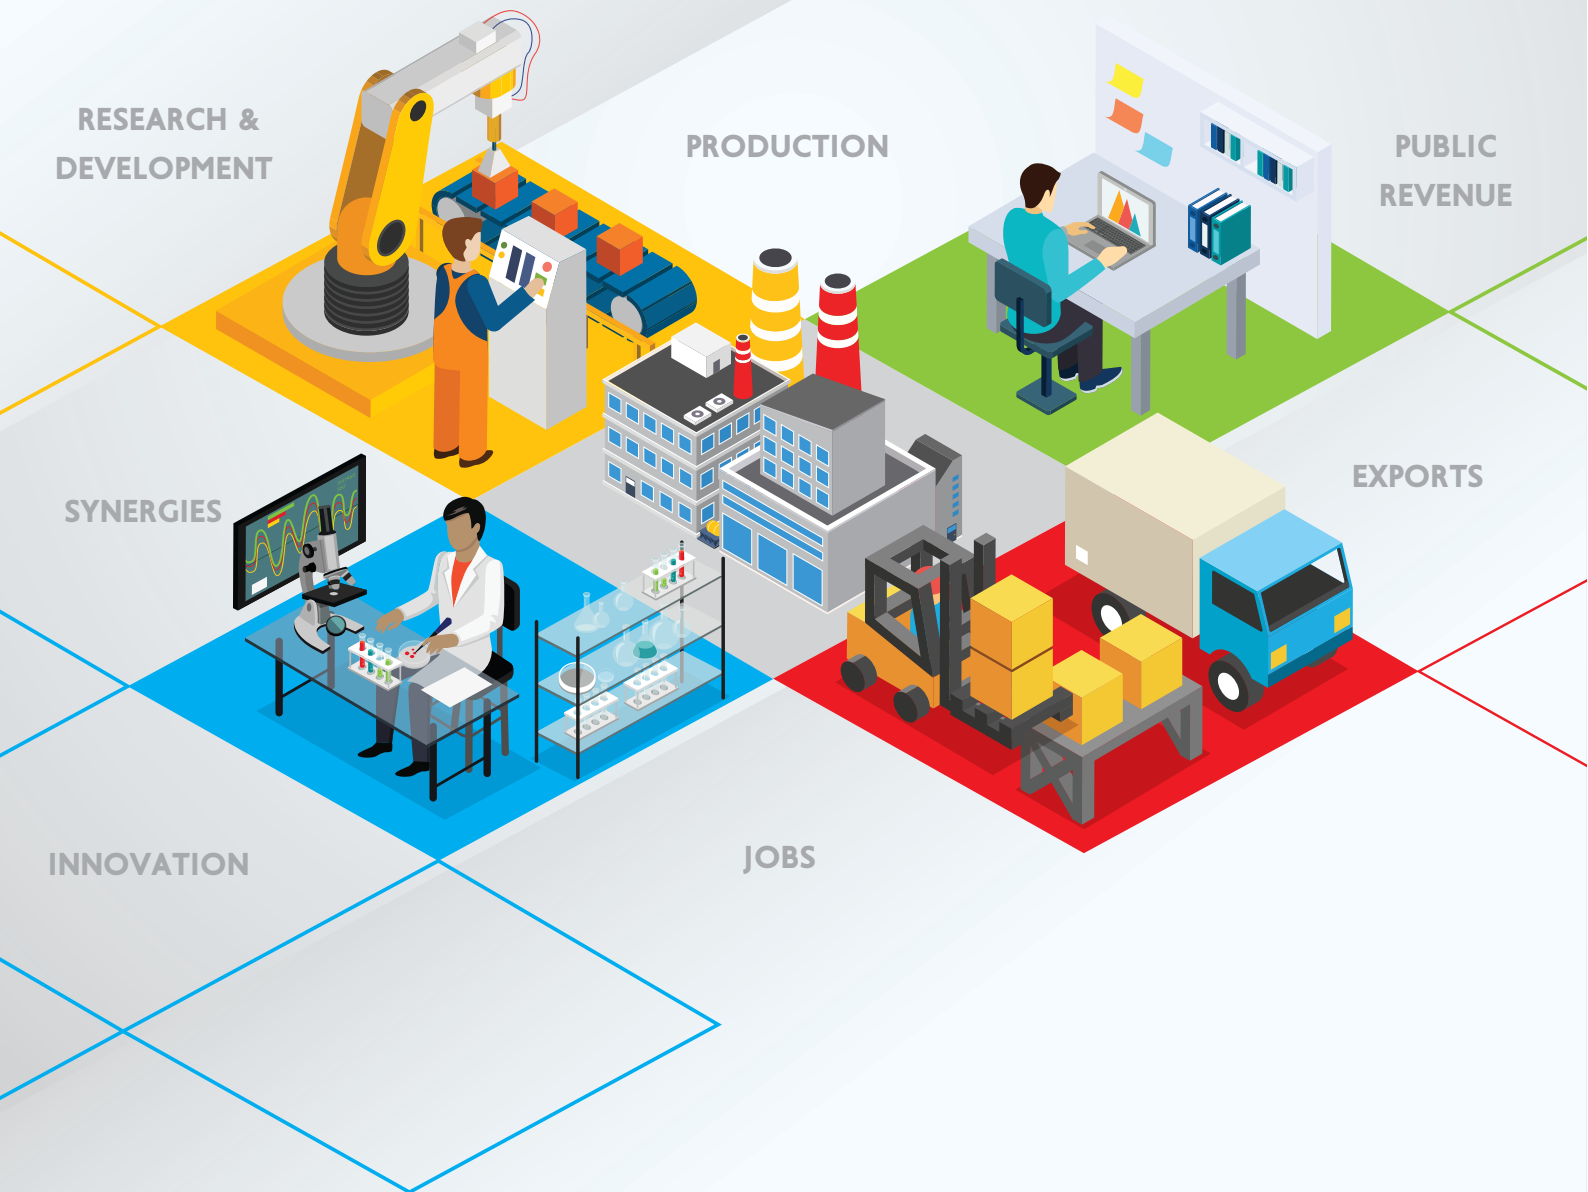 RESEARCH &
DEVELOPMENT
PRODUCTION
PUBLIC
REVENUE
SYNERGIES
EXPORTS
INNOVATION
JOBS